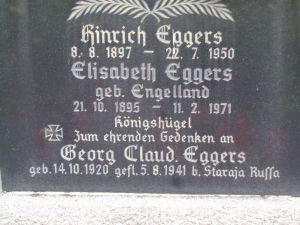 Hinrich Eggers
8. 8. 1897 – 22. 7. 1950
Elisabeth Eggers
geb. Engelland
21. 10. 1895 – 11. 2. 1971
Königshügel
Zum ehrenden Gedenken an
Georg Claud. Eggers
geb. 14.10.1920 gefl. 5.8.1941 b. Staraja Russa